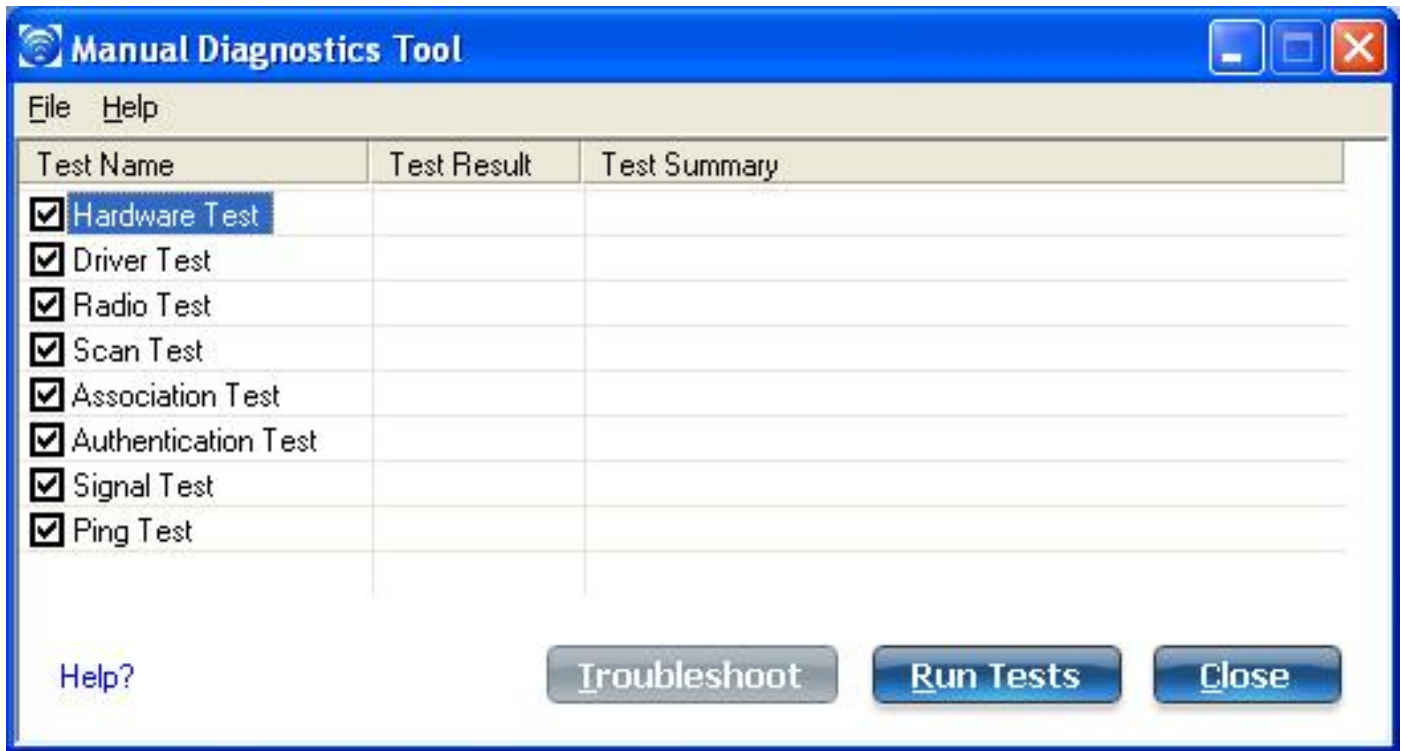 Manual Diagnostics Tool
File Help
Test Name Test Result Test Summary
Hardware Test
Driver Test
Radio Test
Scan Test
Association Test
Authentication Test
Signal Test
Ping Test
Help? Troubleshoot Run Tests Close